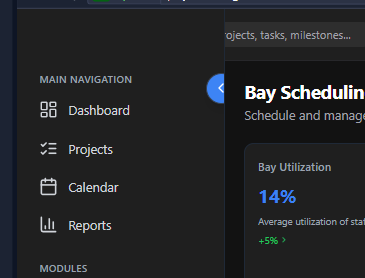 ojects, tasks, milestones...
MAIN NAVIGATION
Dashboard
Projects
Calendar
Reports
MODULES
Bay Schedulin
Schedule and manage
Bay Utilization
14%
Average utilization of sta
+5%